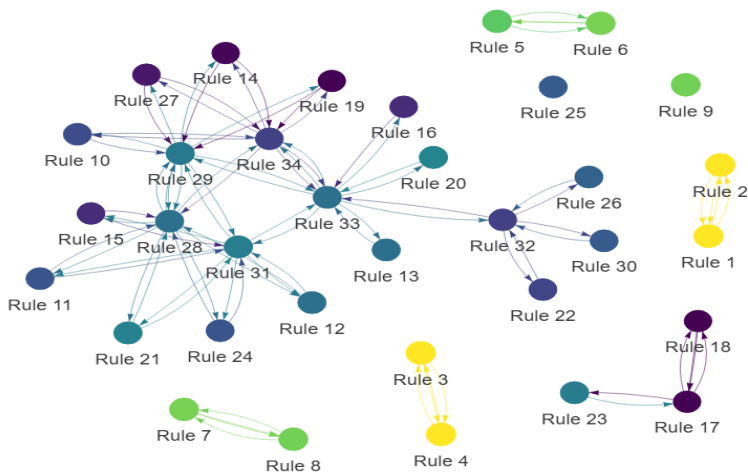 Rule 5
Rule 6
Rule 14
Rule 27
Rule 19
Rule 25
Rule 9
Rule 16
Rule 10
Rule 34
Rule 29
Rule 20
Rule 2
Rule 26
Rule 33
Rule 15
Rule 28
Rule 32
Rule 1
Rule 31
Rule 30
Rule 13
Rule 11
Rule 22
Rule 12
Rule 21
Rule 24
Rule 18
Rule 3
Rule 23
Rule 17
Rule 7
Rule 4
Rule 8